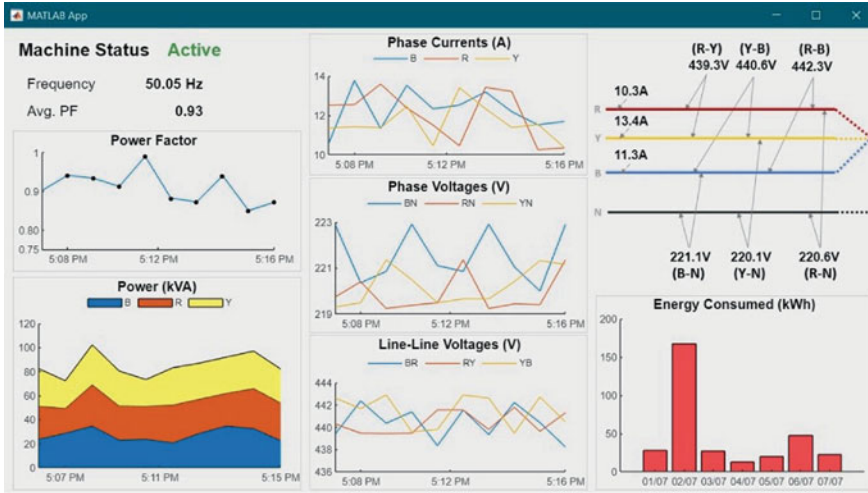 MATLAB App
Machine Status Active
Frequency 50.05 Hz
Avg. PF 0.93
Power Factor
1
0.9
0.80
0.75
5:08 PM 5:12 PM 5:16 PM
Power (kVA)
B R Y
120
100
80
60
40
20
0
5:07 PM 5:11 PM 5:15 PM
Phase Currents (A)
B R Y
14
12
10
5:08 PM 5:12 PM 5:16 PM
Phase Voltages (V)
BN RN YN
223
221
219
5:08 PM 5:12 PM 5:16 PM
Line-Line Voltages (V)
BR RY YB
444
442
440
438
436
5:08 PM 5:12 PM 5:16 PM
(R-Y) (Y-B) (R-B)
439.3V 440.6V 442.3V
10.3A
R
13.4A
Y
11.3A
B
N
221.1V 220.1V 220.6V
(B-N) (Y-N) (R-N)
Energy Consumed (kWh)
200
150
100
50
0
01/07 02/07 03/07 04/07 05/07 06/07 07/07